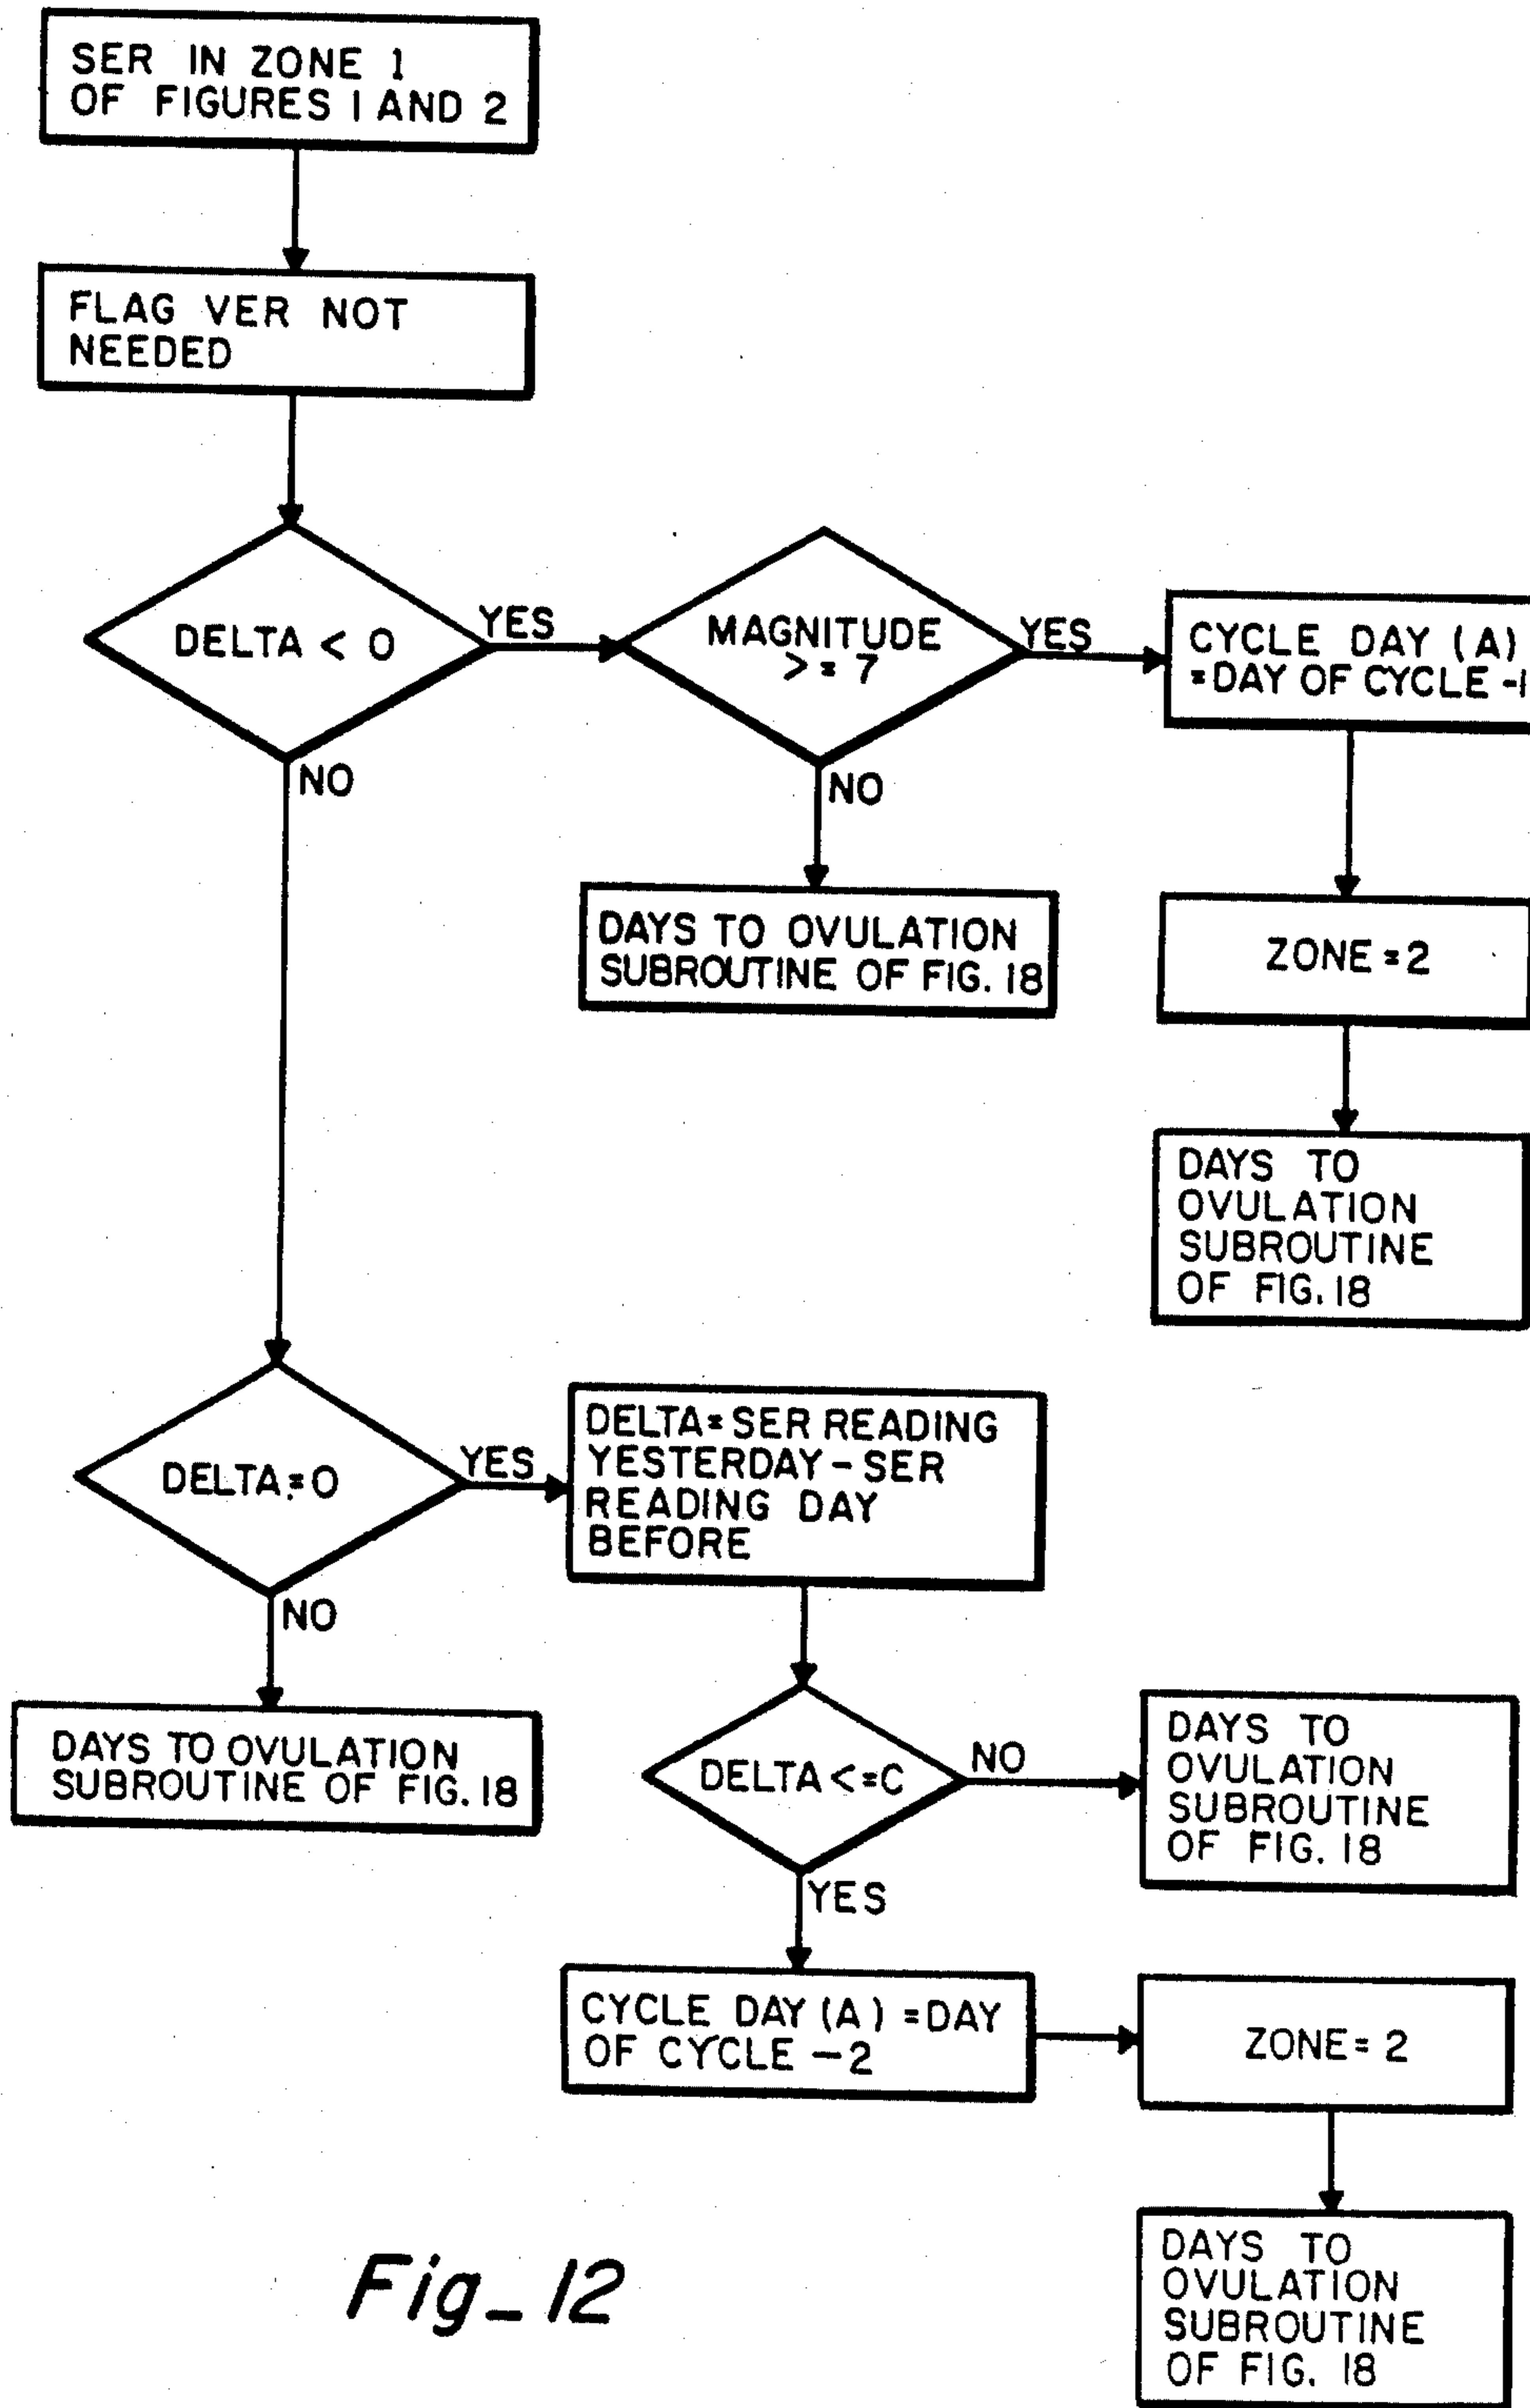 SER IN ZONE 1
OF FIGURES 1 AND 2
FLAG VER NOT
NEEDED
DELTA < 0
YES
MAGNITUDE
>= 7
YES
CYCLE DAY (A)
=DAY OF CYCLE -1
NO
NO
DAYS TO OVULATION
SUBROUTINE OF FIG. 18
ZONE = 2
DAYS TO
OVULATION
SUBROUTINE
OF FIG. 18
DELTA = 0
YES
DELTA = SER READING
YESTERDAY - SER
READING DAY
BEFORE
NO
DAYS TO OVULATION
SUBROUTINE OF FIG. 18
DELTA <= C
NO
DAYS TO
OVULATION
SUBROUTINE
OF FIG. 18
YES
CYCLE DAY (A) = DAY
OF CYCLE - 2
ZONE = 2
DAYS TO
OVULATION
SUBROUTINE
OF FIG. 18
Fig_12